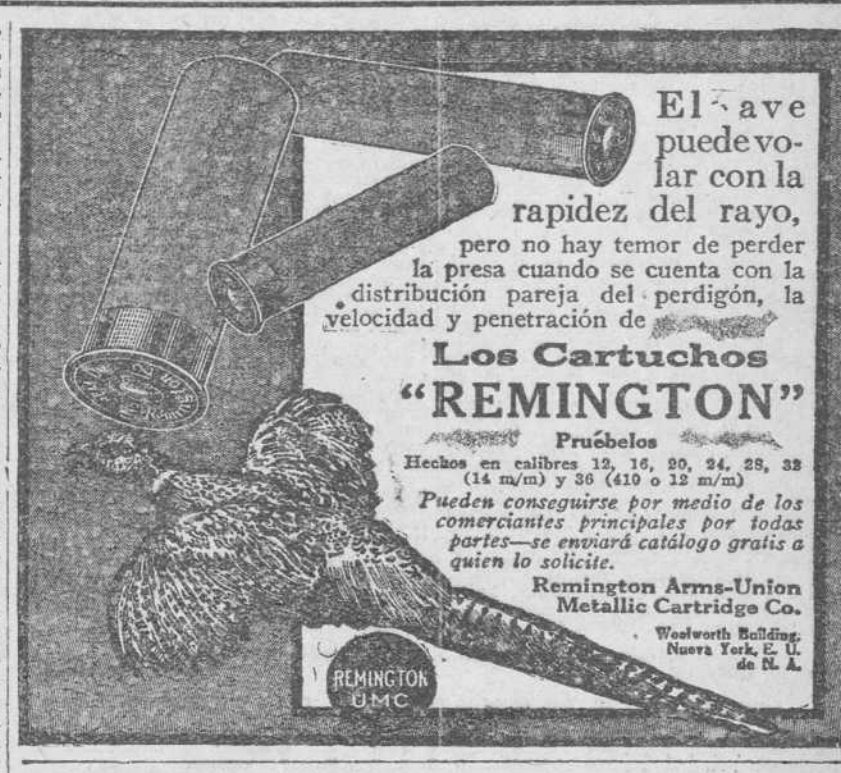 El ave
puede vo-
lar con la
rapidez del rayo,
pero no hay temor de perder
la presa cuando se cuenta con la
distribución pareja del perdigón, la
velocidad y penetración de
Los Cartuchos
"REMINGTON"
Pruébelos
Hechos en calibres 12, 16, 20, 24, 28, 32
(14 m/m) y 36 (410 o 12 m/m)
Pueden conseguirse por medio de los
comerciantes principales por todas
partes—se enviará catálogo gratis a
quien lo solicite.
Remington Arms-Union
Metallic Cartridge Co.
Woolworth Building,
Nueva York, E. U.
de N. A.
REMINGTON
UMC